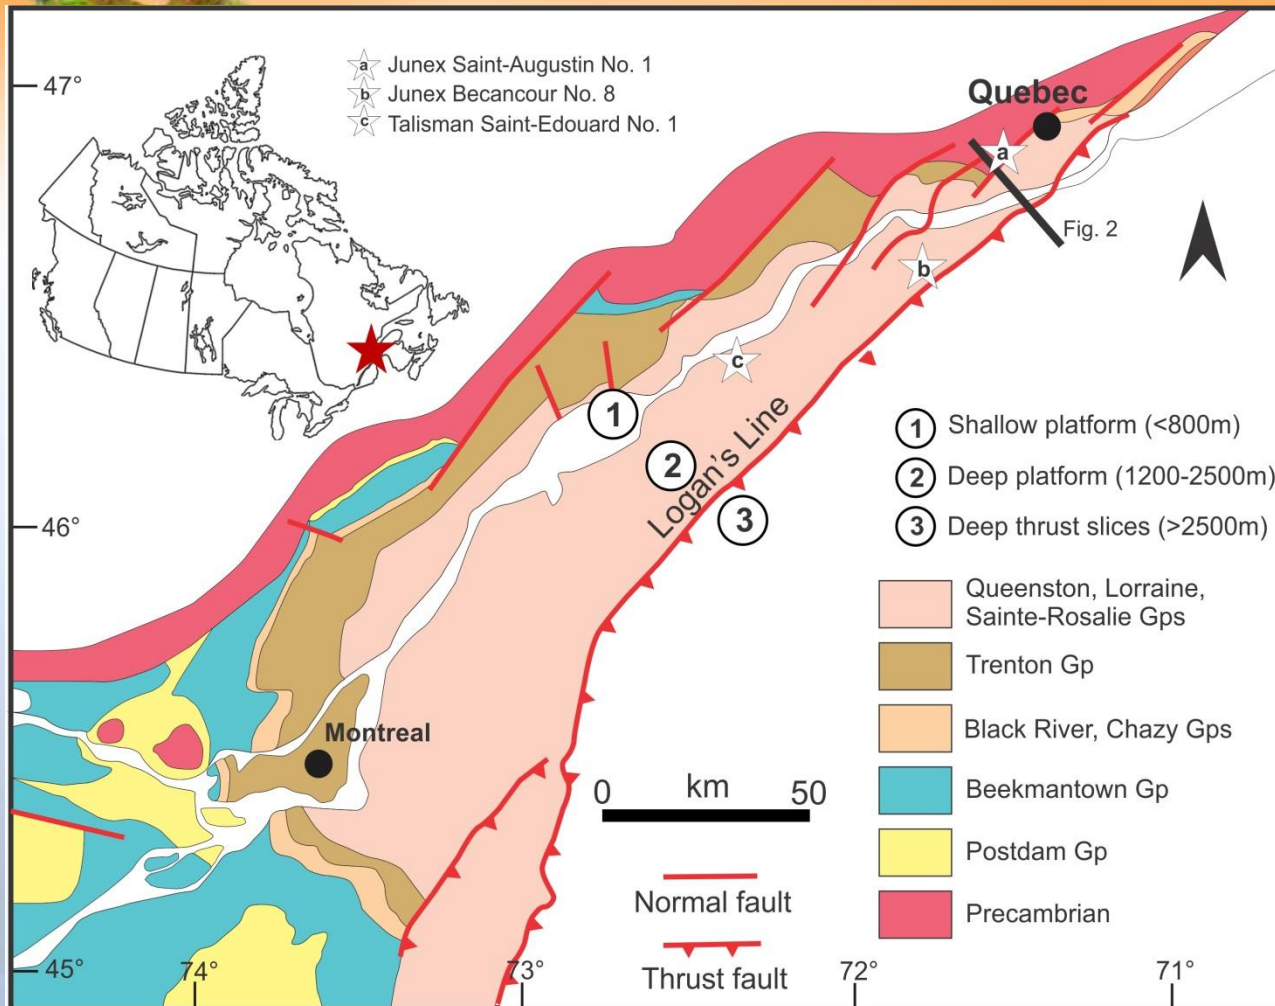 47°
a Junex Saint-Augustin No. 1
b Junex Becancour No. 8
c Talisman Saint-Edouard No. 1
Quebec
a
Fig. 2
b
c
1
2
3
Logan's Line
46°
1 Shallow platform (<800m)
2 Deep platform (1200-2500m)
3 Deep thrust slices (>2500m)
Queenston, Lorraine,
Sainte-Rosalie Gps
Trenton Gp
Black River, Chazy Gps
Beekmantown Gp
Postdam Gp
Precambrian
Montreal
km
0 50
Normal fault
Thrust fault
45°
74°
73°
72°
71°